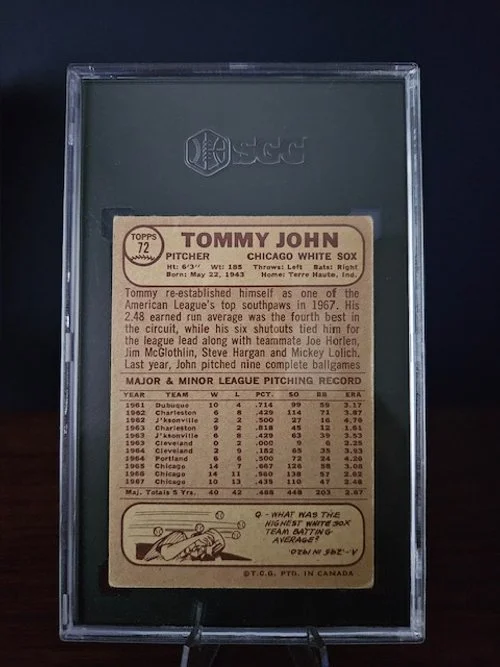 SGC
TOPPS
72
TOMMY JOHN
PITCHER CHICAGO WHITE SOX
Ht: 6'3" Wt: 185 Throws: Left Bats: Right
Born: May 22, 1943 Home: Terre Haute, Ind.
Tommy re-established himself as one of the
American League's top southpaws in 1967. His
2.48 earned run average was the fourth best in
the circuit, while his six shutouts tied him for
the league lead along with teammate Joe Horlen,
Jim McGlothlin, Steve Hargan and Mickey Lolich.
Last year, John pitched nine complete ballgames
MAJOR & MINOR LEAGUE PITCHING RECORD
YEAR TEAM W L PCT. SO BB ERA
1961 Dubuque 10 4 .714 99 59 3.17
1962 Charleston 6 8 .429 114 71 3.87
1962 J'ksonville 2 2 .500 27 16 4.70
1963 Charleston 9 2 .818 45 12 1.61
1963 J'ksonville 6 8 .429 63 39 3.53
1963 Cleveland 0 2 .000 9 6 2.25
1964 Cleveland 2 9 .182 65 35 3.93
1964 Portland 6 6 .500 72 24 4.26
1965 Chicago 14 7 .667 126 58 3.08
1966 Chicago 14 11 .560 138 57 2.62
1967 Chicago 10 13 .435 110 47 2.48
Maj. Totals 5 Yrs. 40 42 .488 448 203 2.87
Q - WHAT WAS THE
HIGHEST WHITE SOX
TEAM BATTING
AVERAGE?
A - .295 IN 1920.
©T.C.G. PTD. IN CANADA